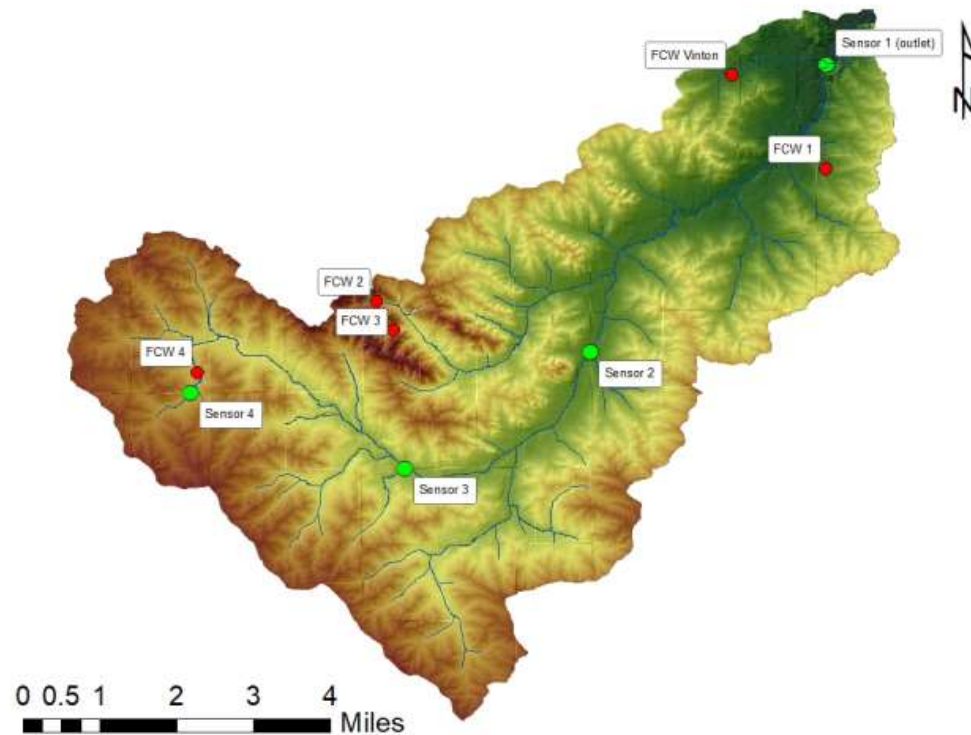 Sensor 1 (outlet)
FCW Vinton
FCW 1
FCW 2
FCW 3
FCW 4
Sensor 2
Sensor 4
Sensor 3
N
0 0.5 1 2 3 4
Miles